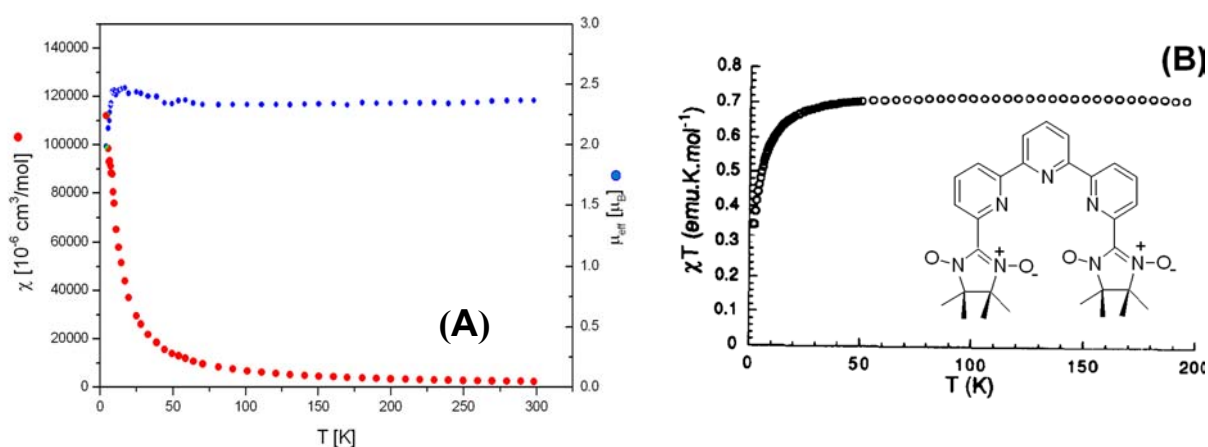 (A)
χ [10⁻⁶ cm³/mol]
140000
120000
100000
80000
60000
40000
20000
0
3.0
2.5
2.0
1.5
1.0
0.5
0.0
μeff [μB]
0 50 100 150 200 250 300
T [K]
(B)
χ T (emu.K.mol⁻¹)
0.8
0.7
0.6
0.5
0.4
0.3
0.2
0.1
0
0 50 100 150 200
T (K)
N
N N
O N N⁺ O⁻ O N N⁺ O⁻